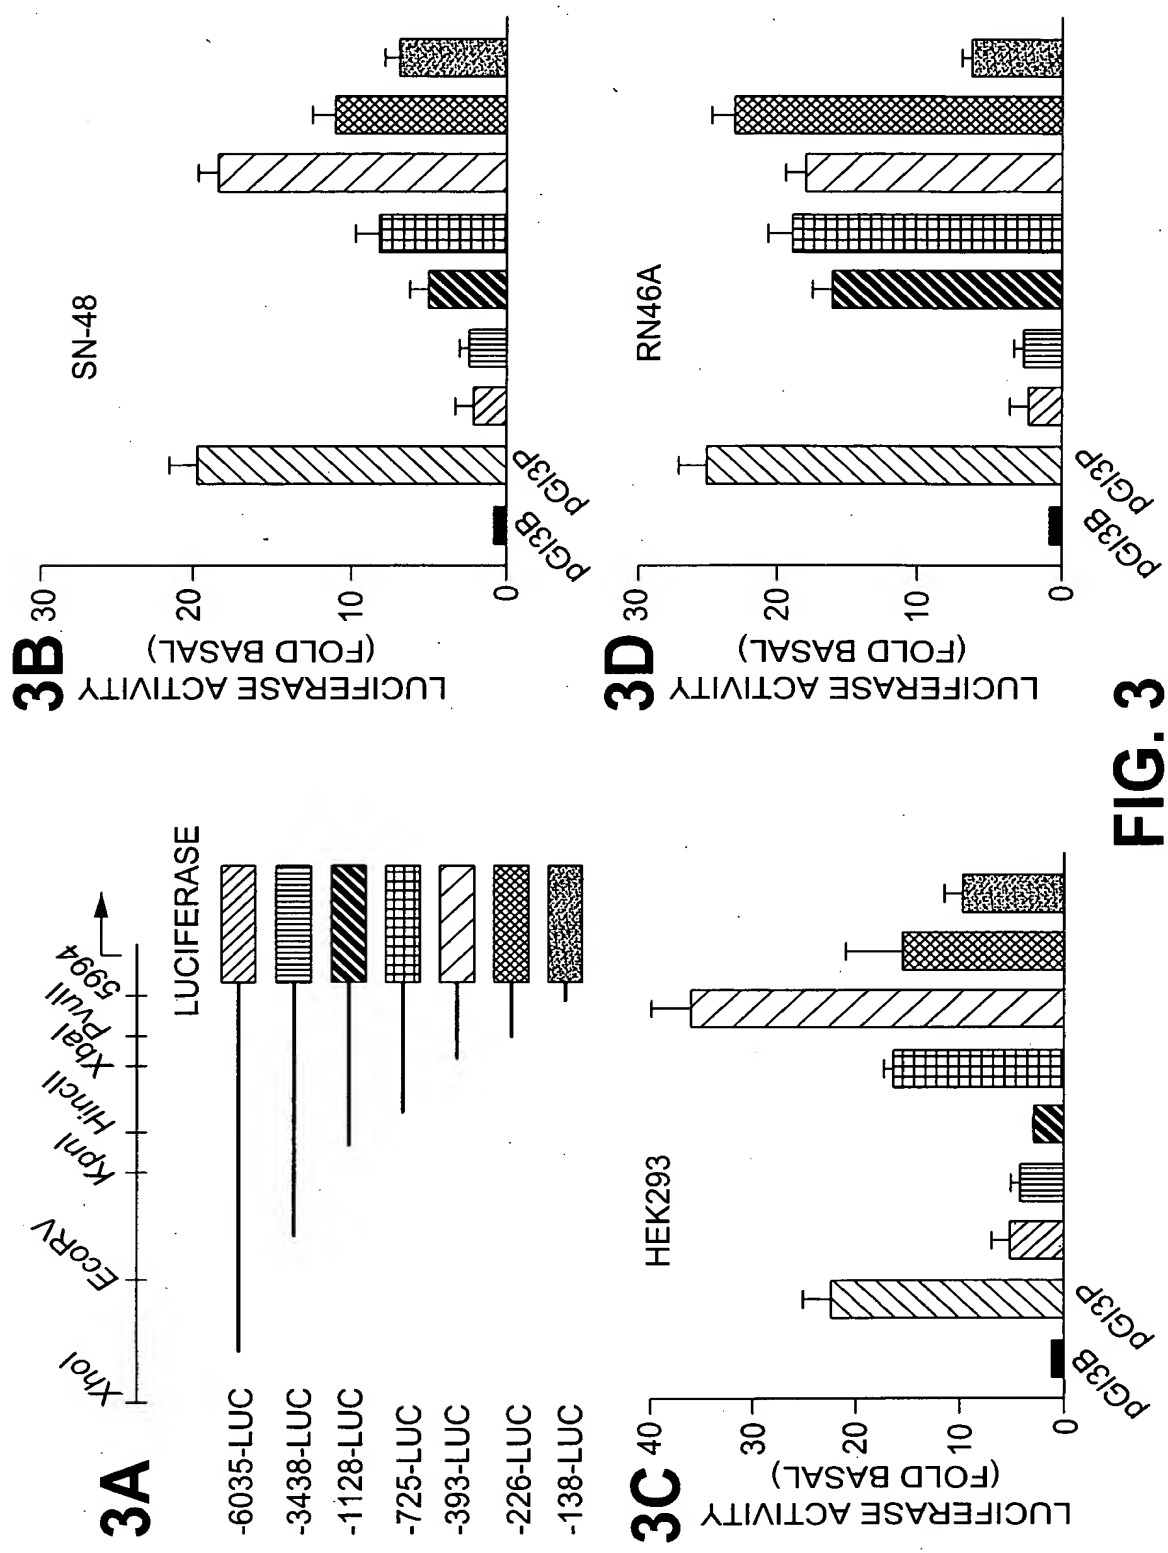 3A
XhoI
EcoRV
KpnI
HincII
XbaI
PvuII
5994
LUCIFERASE
-6035-LUC
-3438-LUC
-1128-LUC
-725-LUC
-393-LUC
-226-LUC
-138-LUC
3B
SN-48
LUCIFERASE ACTIVITY
(FOLD BASAL)
30
20
10
0
pGl3B
pGl3P
3C
HEK293
LUCIFERASE ACTIVITY
(FOLD BASAL)
40
30
20
10
0
pGl3B
pGl3P
3D
RN46A
LUCIFERASE ACTIVITY
(FOLD BASAL)
30
20
10
0
pGl3B
pGl3P
FIG. 3